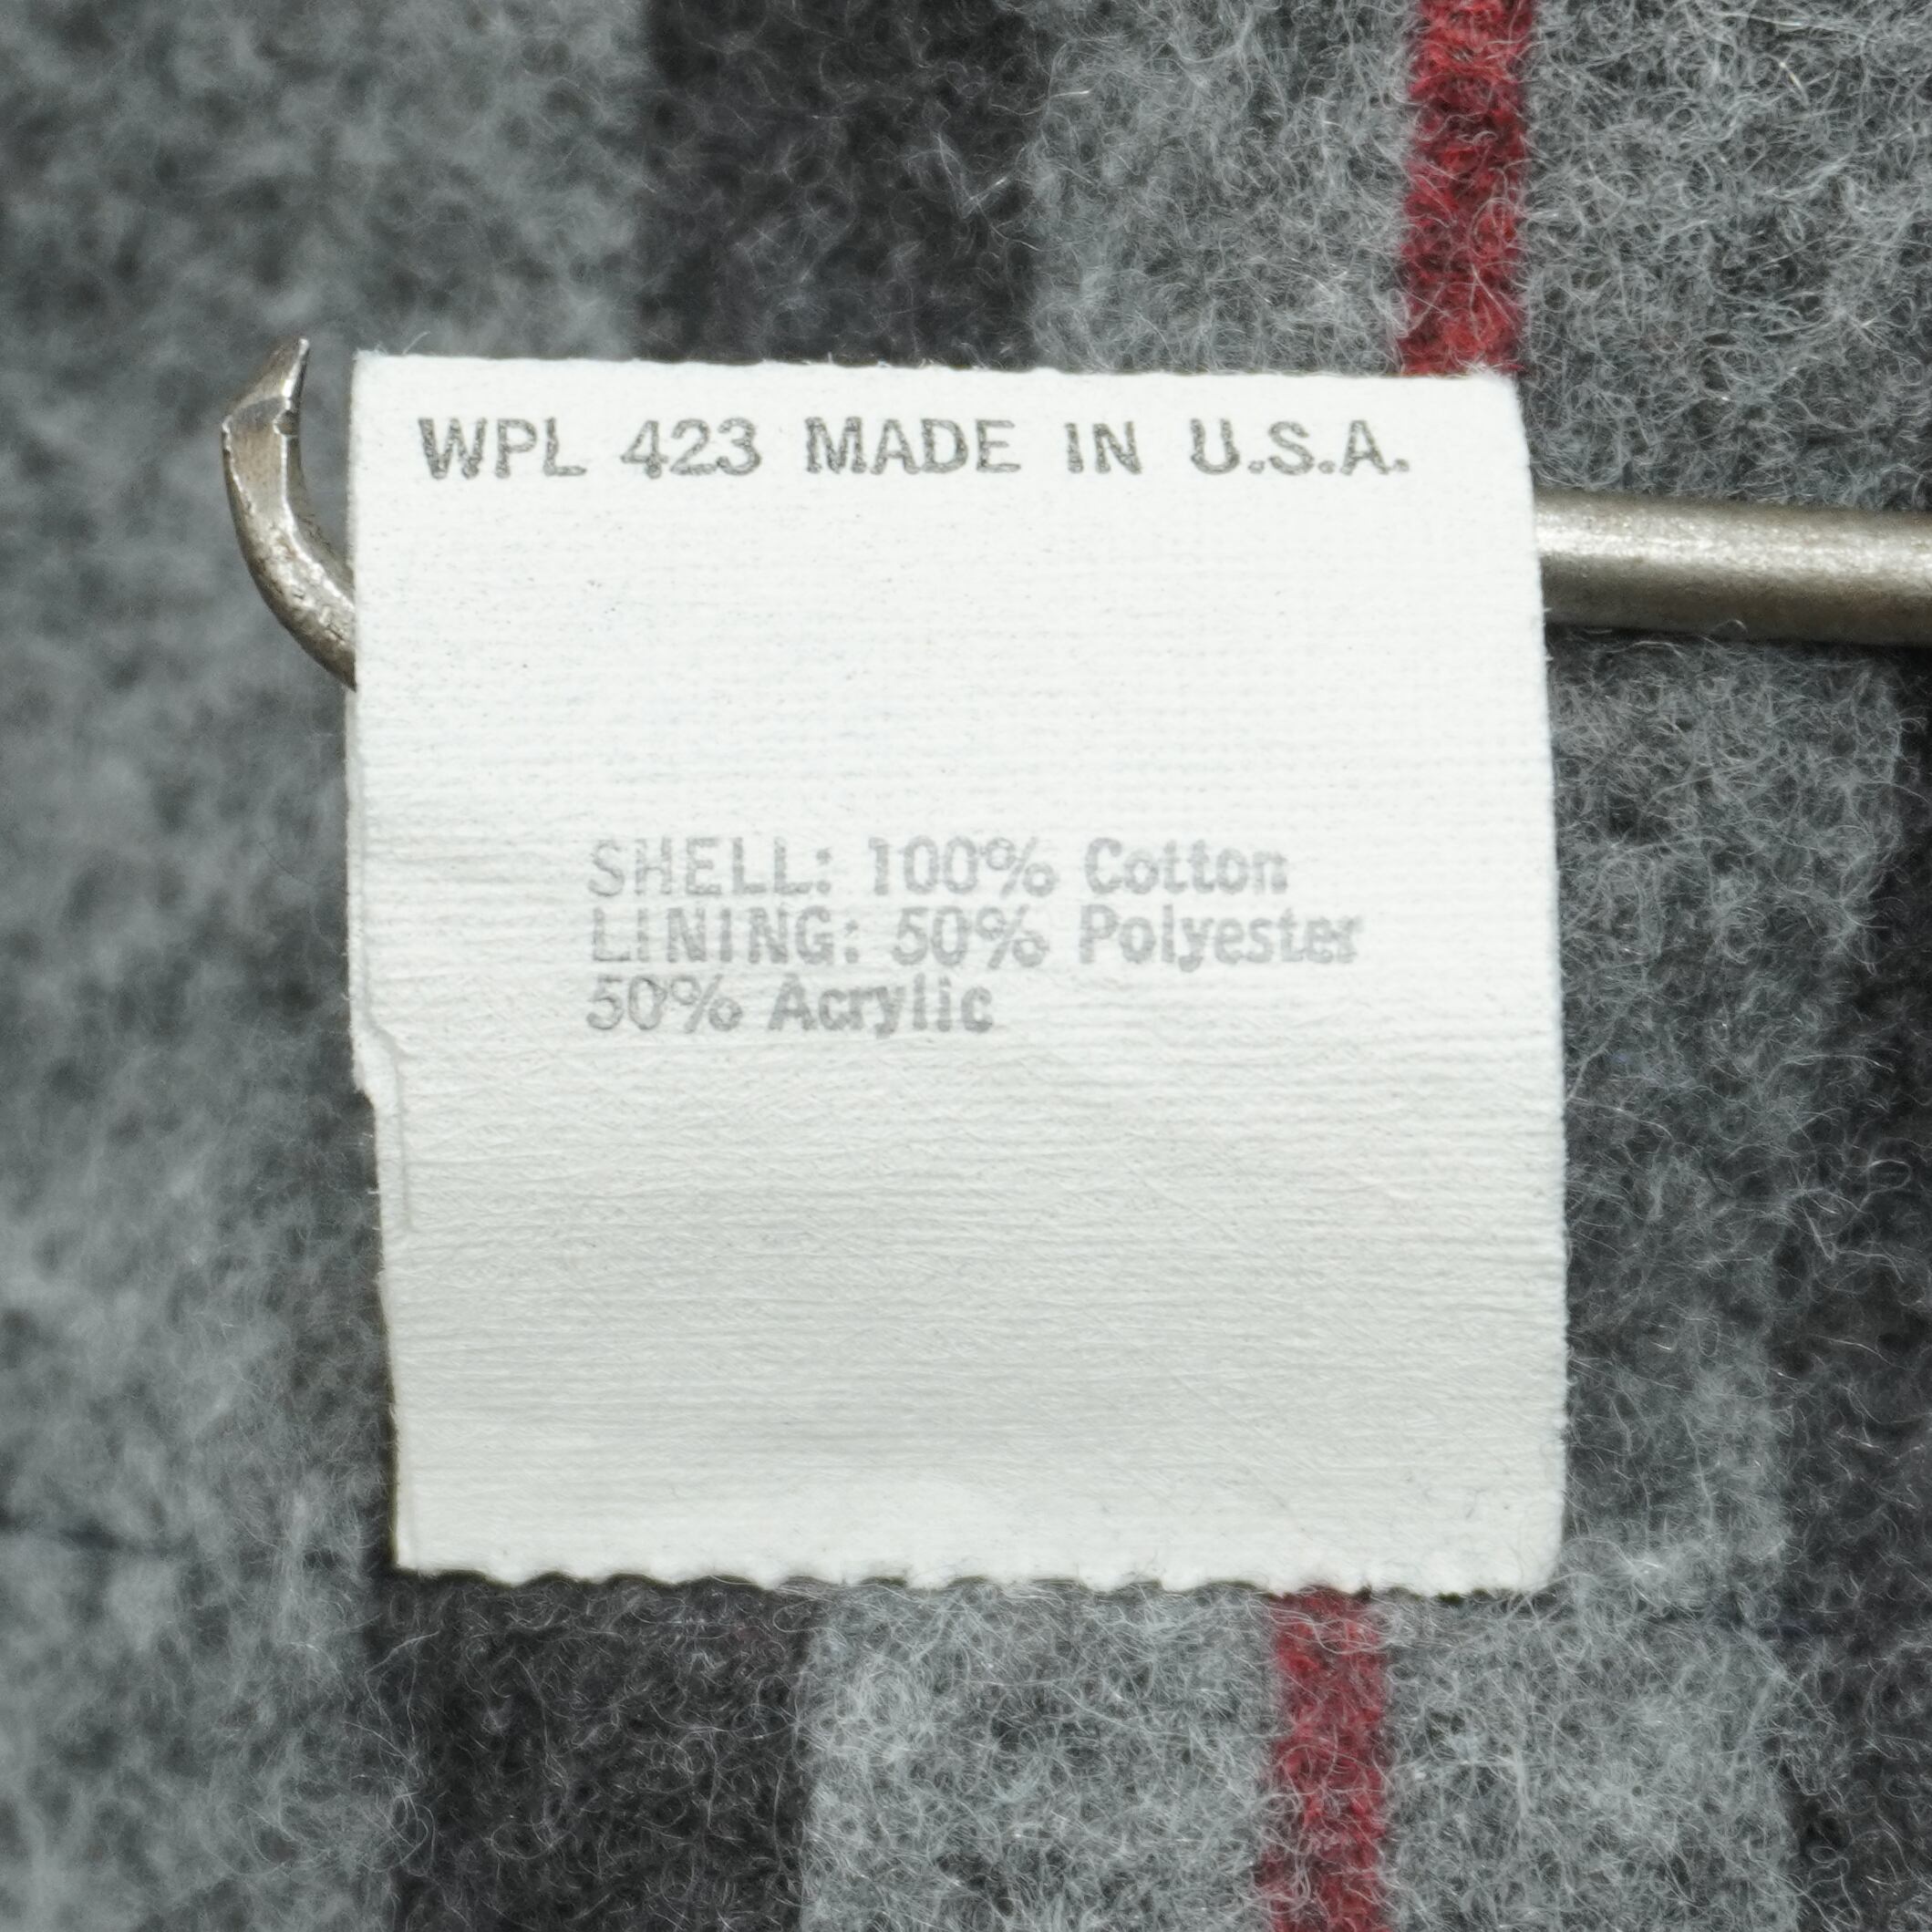 WPL 423 MADE IN U.S.A.
SHELL: 100% Cotton
LINING: 50% Polyester
50% Acrylic